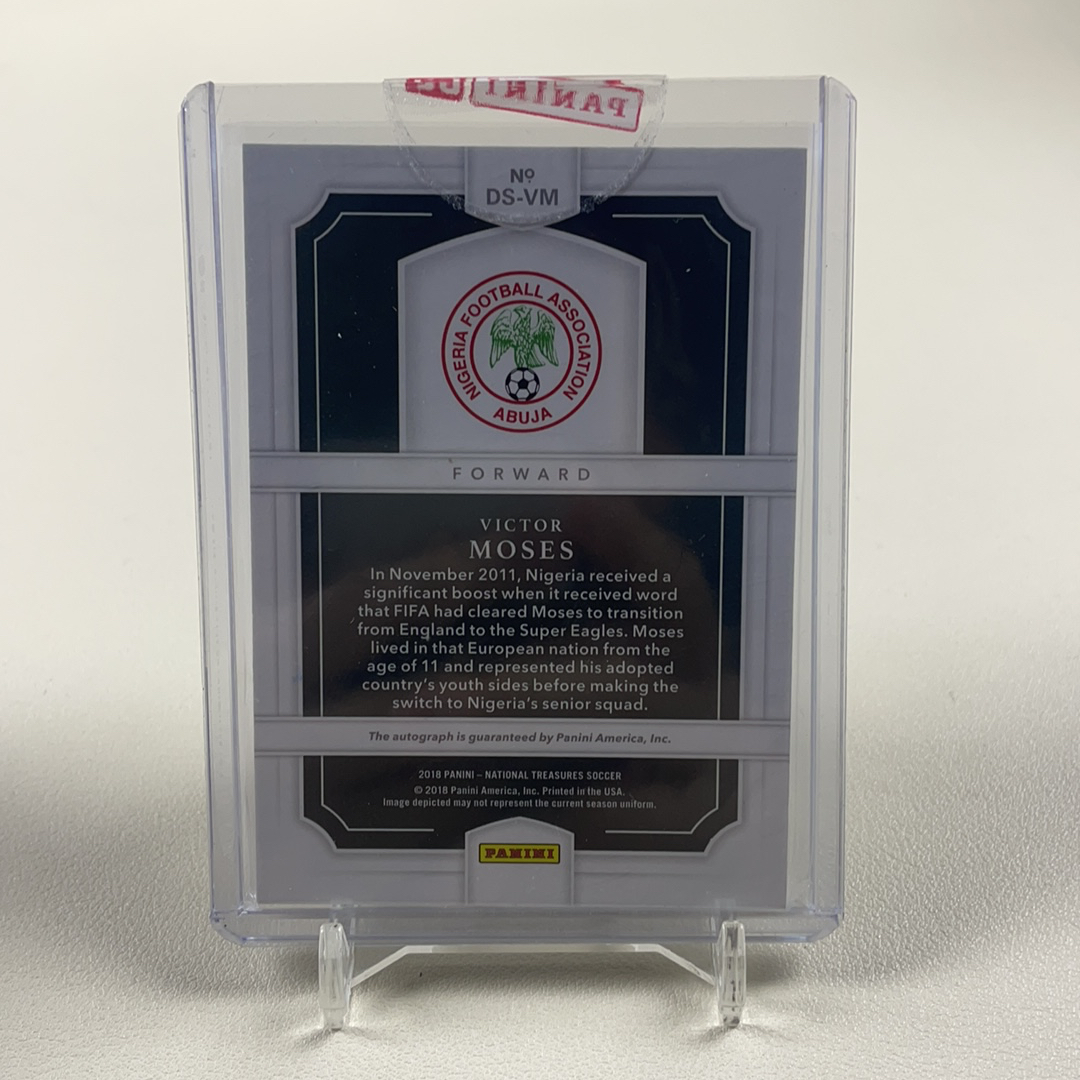 PANINI
Nº
DS-VM
NIGERIA FOOTBALL ASSOCIATION
ABUJA
FORWARD
VICTOR
MOSES
In November 2011, Nigeria received a
significant boost when it received word
that FIFA had cleared Moses to transition
from England to the Super Eagles. Moses
lived in that European nation from the
age of 11 and represented his adopted
country's youth sides before making the
switch to Nigeria's senior squad.
The autograph is guaranteed by Panini America, Inc.
2018 PANINI – NATIONAL TREASURES SOCCER
© 2018 Panini America, Inc. Printed in the USA.
Image depicted may not represent the current season uniform.
PANINI